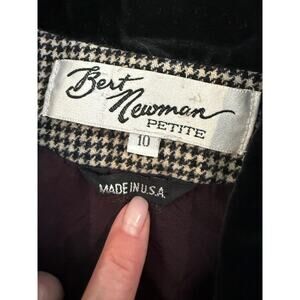 Bert
Newman
PETITE
10
MADE IN U.S.A.